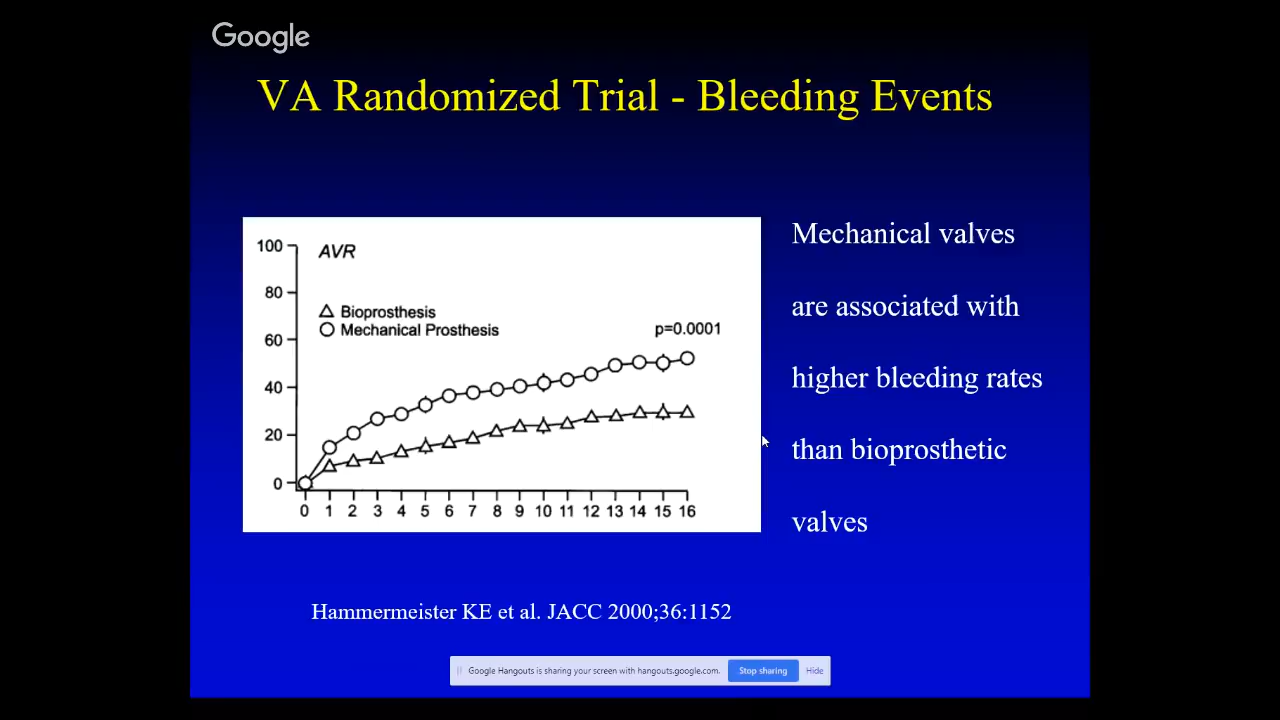 Google
VA Randomized Trial - Bleeding Events
100
80
60
40
20
0
AVR
Bioprosthesis
Mechanical Prosthesis
p=0.0001
0 1 2 3 4 5 6 7 8 9 10 11 12 13 14 15 16
Mechanical valves
are associated with
higher bleeding rates
than bioprosthetic
valves
Hammermeister KE et al. JACC 2000;36:1152
Google Hangouts is sharing your screen with hangouts.google.com. Stop sharing Hide